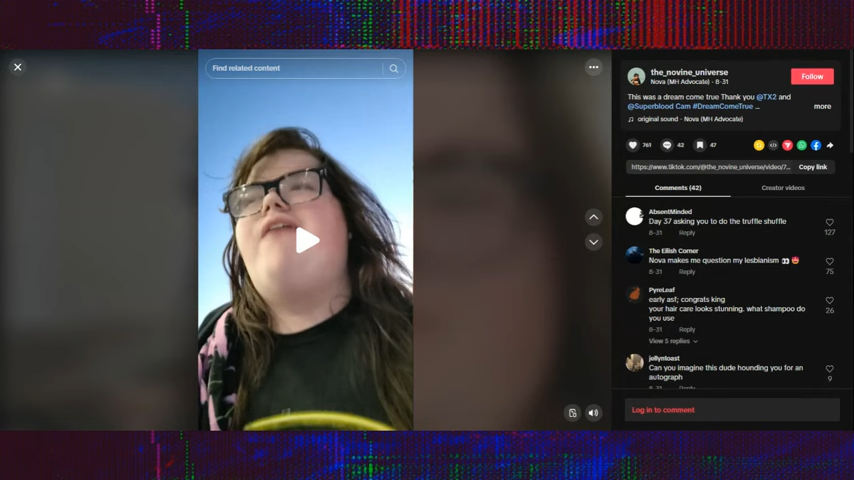 Find related content
the_novine_universe
Nova (MH Advocate) · 8-31
Follow
This was a dream come true Thank you @TX2 and
@Superblood Cam #DreamComeTrue ...
more
original sound - Nova (MH Advocate)
761
42
47
https://www.tiktok.com/@the_novine_universe/video/7...
Copy link
Comments (42)
Creator videos
AbsentMinded
Day 37 asking you to do the truffle shuffle
8-31 Reply
127
The Eilish Corner
Nova makes me question my lesbianism
8-31 Reply
75
PyreLeaf
early asf; congrats king
your hair care looks stunning. what shampoo do
you use
8-31 Reply
26
View 5 replies
jellyntoast
Can you imagine this dude hounding you for an
autograph
9
Log in to comment